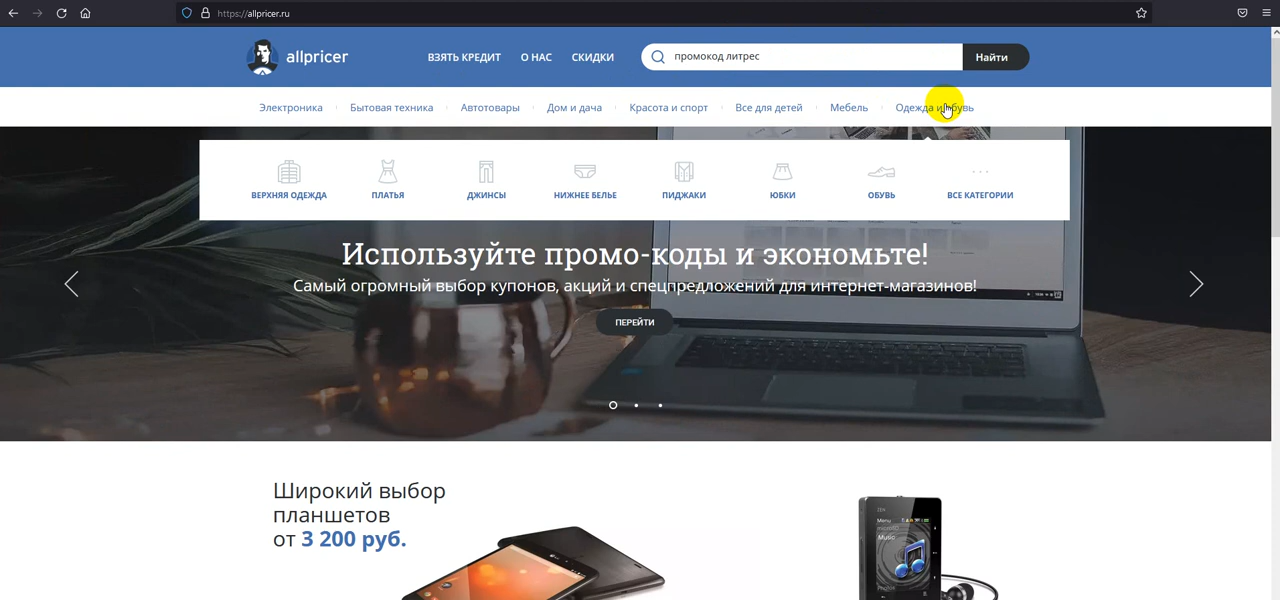 https://allpricer.ru
allpricer
ВЗЯТЬ КРЕДИТ
О НАС
СКИДКИ
промокод литрес
Найти
Электроника
Бытовая техника
Автотовары
Дом и дача
Красота и спорт
Все для детей
Мебель
Одежда и обувь
ВЕРХНЯЯ ОДЕЖДА
ПЛАТЬЯ
ДЖИНСЫ
НИЖНЕЕ БЕЛЬЕ
ПИДЖАКИ
ЮБКИ
ОБУВЬ
ВСЕ КАТЕГОРИИ
Используйте промо-коды и экономьте!
Самый огромный выбор купонов, акций и спецпредложений для интернет-магазинов!
ПЕРЕЙТИ
Широкий выбор
планшетов
от 3 200 руб.
Menu
Music